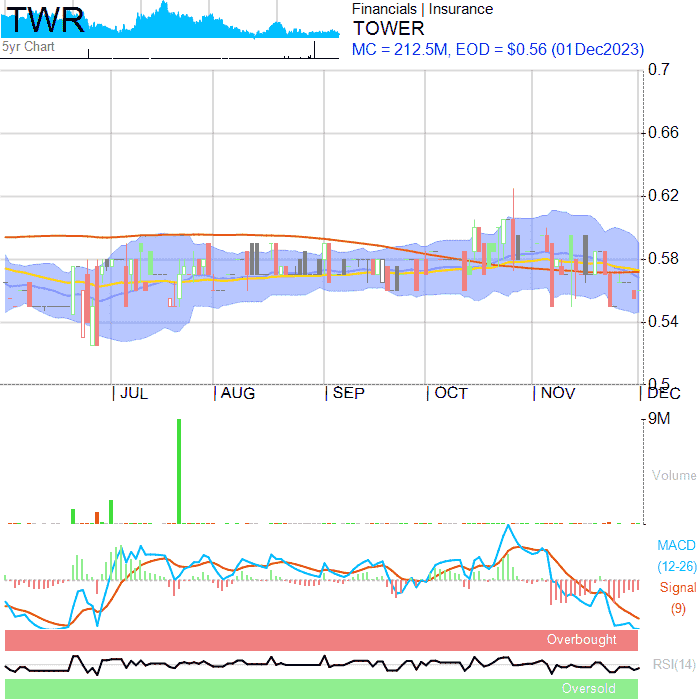 TWR
5yr Chart
Financials | Insurance
TOWER
MC = 212.5M, EOD = $0.56 (01Dec2023)
0.7
0.66
0.62
0.58
0.54
0.5
JUL AUG SEP OCT NOV DEC
9M
Volume
MACD
(12-26)
Signal
(9)
Overbought
RSI(14)
Oversold